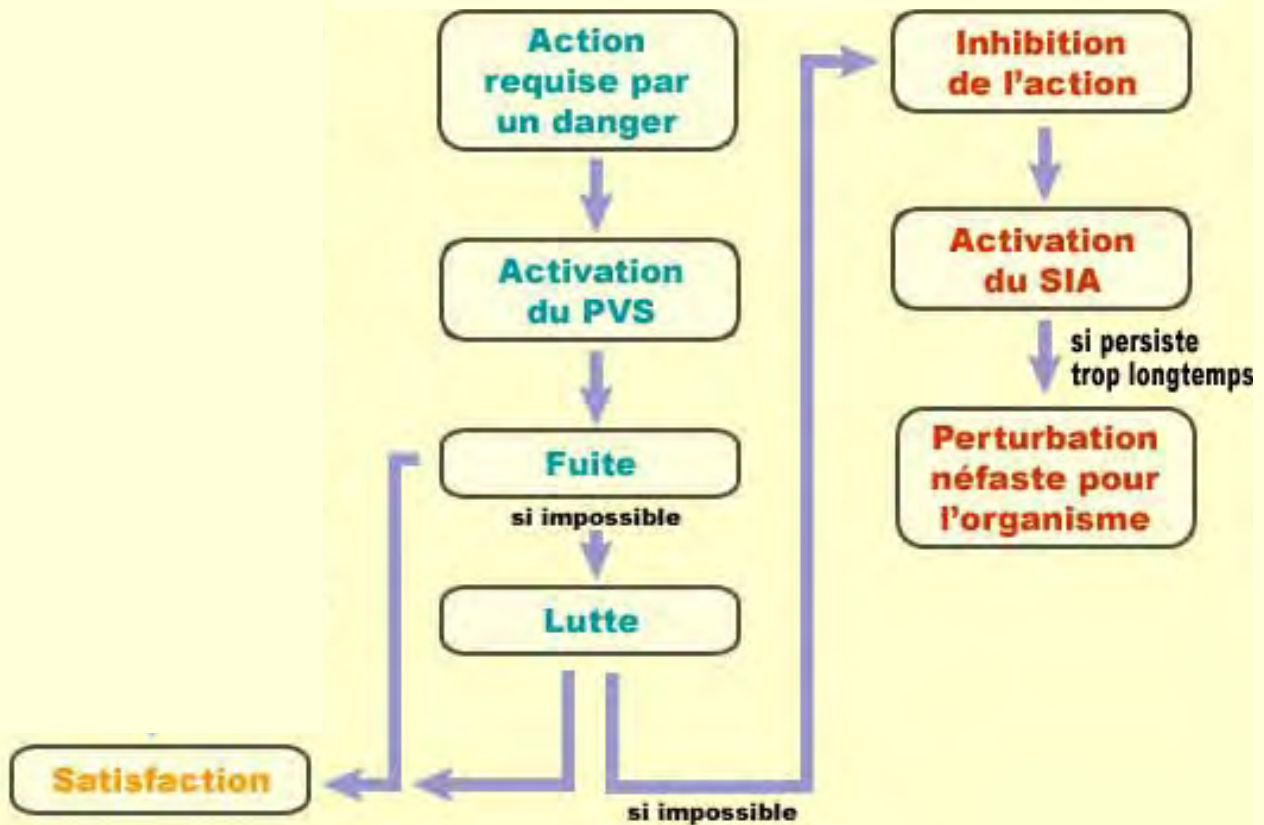 Action
requise par
un danger
Activation
du PVS
Fuite
si impossible
Lutte
Satisfaction
si impossible
Inhibition
de l'action
Activation
du SIA
si persiste
trop longtemps
Perturbation
néfaste pour
l'organisme